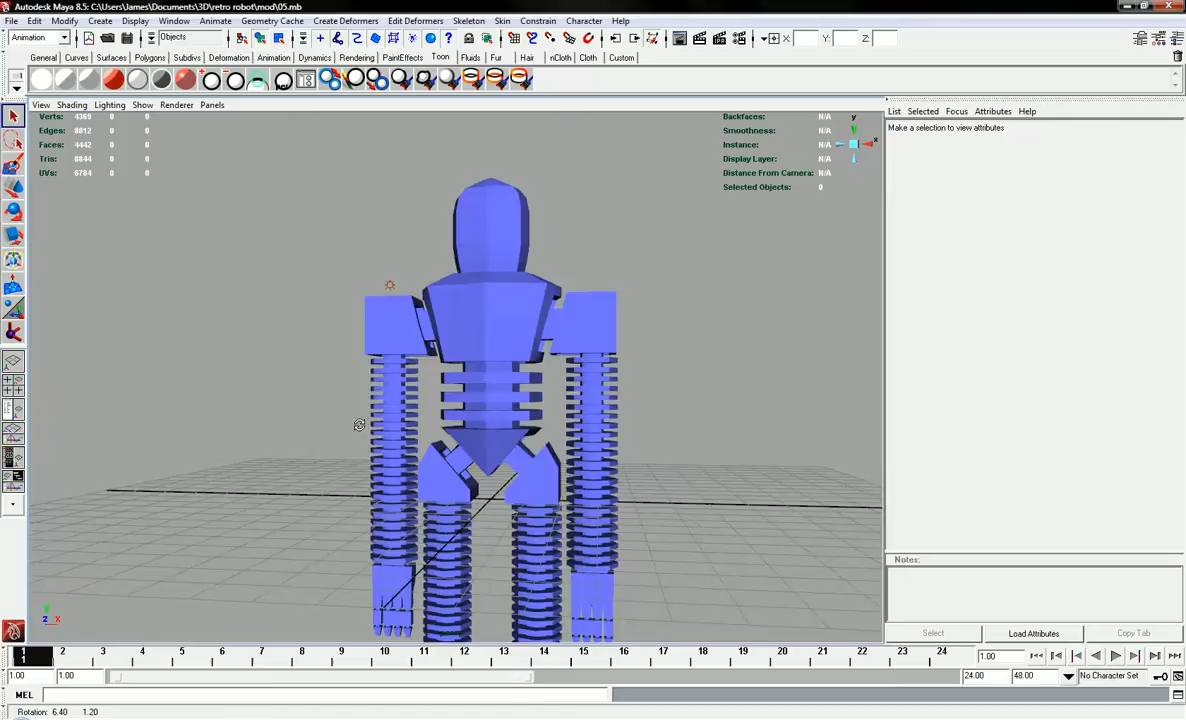 Autodesk Maya 8.5: C:\Users\James\Documents\3D\retro robot\mod\05.mb
File Edit Modify Create Display Window Animate Geometry Cache Create Deformers Edit Deformers Skeleton Skin Constrain Character Help
Animation Objects X: Y: Z:
General Curves Surfaces Polygons Subdivs Deformation Animation Dynamics Rendering PaintEffects Toon Fluids Fur Hair nCloth Cloth Custom
View Shading Lighting Show Renderer Panels
List Selected Focus Attributes Help
Make a selection to view attributes
Verts: 4369 0 0
Edges: 8812 0 0
Faces: 4442 0 0
Tris: 8844 0 0
UVs: 6784 0 0
Backfaces: N/A
Smoothness: N/A
Instance: N/A
Display Layer: N/A
Distance From Camera: N/A
Selected Objects: 0
y
y
x
y
z x
Notes:
Select Load Attributes Copy Tab
1 2 3 4 5 6 7 8 9 10 11 12 13 14 15 16 17 18 19 20 21 22 23 24
1 1.00
1.00 1.00 24.00 48.00 No Character Set
MEL
Rotation: 6.40 1.20